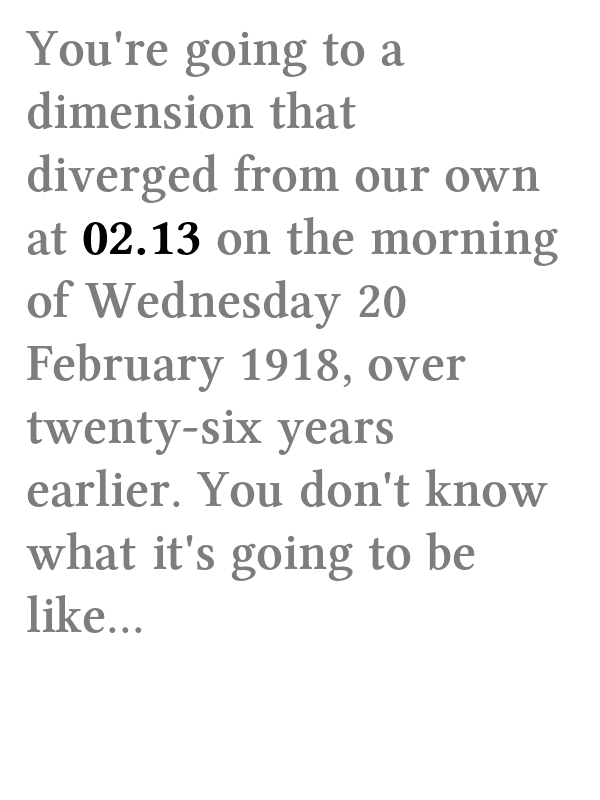 You're going to a
dimension that
diverged from our own
at 02.13 on the morning
of Wednesday 20
February 1918, over
twenty-six years
earlier. You don't know
what it's going to be
like...